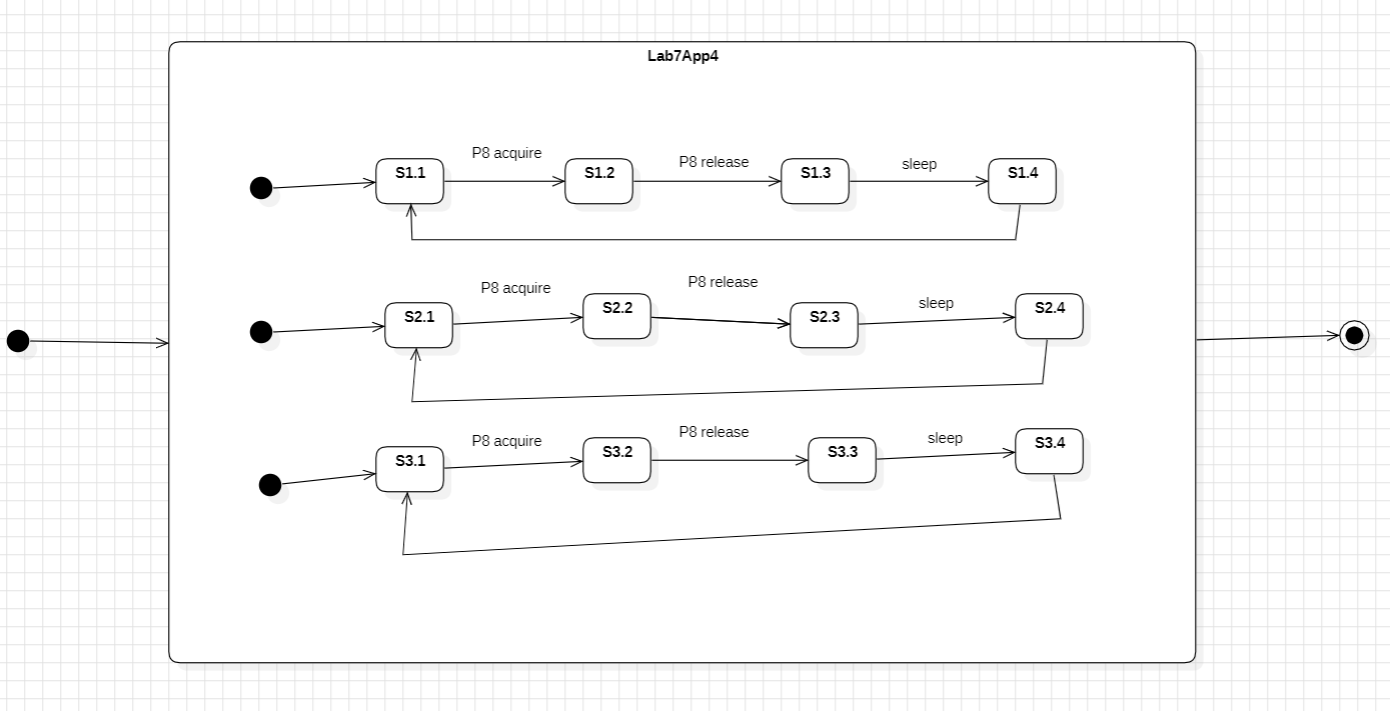 Lab7App4
P8 acquire
P8 release
sleep
S1.1
S1.2
S1.3
S1.4
P8 acquire
P8 release
sleep
S2.1
S2.2
S2.3
S2.4
P8 acquire
P8 release
sleep
S3.1
S3.2
S3.3
S3.4